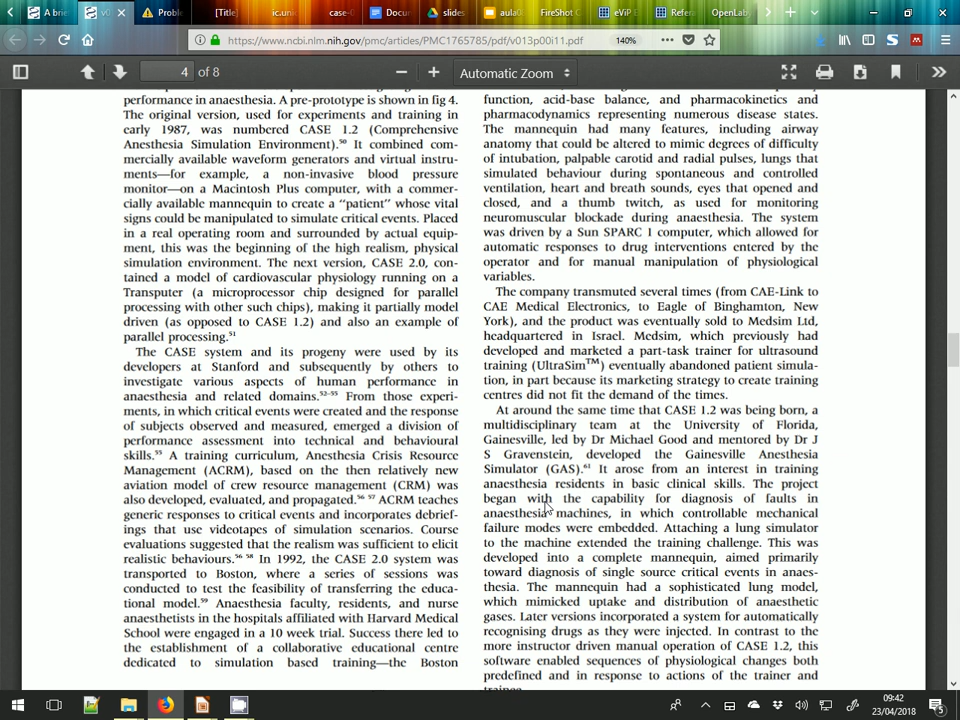 A brie
v0
Proble
[Title]
ic.unic
case-0
Docu
slides
aula0
FireShot C
eViP E
Refera
OpenLaby
https://www.ncbi.nlm.nih.gov/pmc/articles/PMC1765785/pdf/v013p00i11.pdf
140%
4 of 8
Automatic Zoom
performance in anaesthesia. A pre-prototype is shown in fig 4.
The original version, used for experiments and training in
early 1987, was numbered CASE 1.2 (Comprehensive
Anesthesia Simulation Environment).50 It combined com-
mercially available waveform generators and virtual instru-
ments—for example, a non-invasive blood pressure
monitor—on a Macintosh Plus computer, with a commer-
cially available mannequin to create a “patient” whose vital
signs could be manipulated to simulate critical events. Placed
in a real operating room and surrounded by actual equip-
ment, this was the beginning of the high realism, physical
simulation environment. The next version, CASE 2.0, con-
tained a model of cardiovascular physiology running on a
Transputer (a microprocessor chip designed for parallel
processing with other such chips), making it partially model
driven (as opposed to CASE 1.2) and also an example of
parallel processing.51
The CASE system and its progeny were used by its
developers at Stanford and subsequently by others to
investigate various aspects of human performance in
anaesthesia and related domains.52–55 From those experi-
ments, in which critical events were created and the response
of subjects observed and measured, emerged a division of
performance assessment into technical and behavioural
skills.55 A training curriculum, Anesthesia Crisis Resource
Management (ACRM), based on the then relatively new
aviation model of crew resource management (CRM) was
also developed, evaluated, and propagated.56 57 ACRM teaches
generic responses to critical events and incorporates debrief-
ings that use videotapes of simulation scenarios. Course
evaluations suggested that the realism was sufficient to elicit
realistic behaviours.56 58 In 1992, the CASE 2.0 system was
transported to Boston, where a series of sessions was
conducted to test the feasibility of transferring the educa-
tional model.59 Anaesthesia faculty, residents, and nurse
anaesthetists in the hospitals affiliated with Harvard Medical
School were engaged in a 10 week trial. Success there led to
the establishment of a collaborative educational centre
dedicated to simulation based training—the Boston
function, acid-base balance, and pharmacokinetics and
pharmacodynamics representing numerous disease states.
The mannequin had many features, including airway
anatomy that could be altered to mimic degrees of difficulty
of intubation, palpable carotid and radial pulses, lungs that
simulated behaviour during spontaneous and controlled
ventilation, heart and breath sounds, eyes that opened and
closed, and a thumb twitch, as used for monitoring
neuromuscular blockade during anaesthesia. The system
was driven by a Sun SPARC 1 computer, which allowed for
automatic responses to drug interventions entered by the
operator and for manual manipulation of physiological
variables.
The company transmuted several times (from CAE-Link to
CAE Medical Electronics, to Eagle of Binghamton, New
York), and the product was eventually sold to Medsim Ltd,
headquartered in Israel. Medsim, which previously had
developed and marketed a part-task trainer for ultrasound
training (UltraSim™) eventually abandoned patient simula-
tion, in part because its marketing strategy to create training
centres did not fit the demand of the times.
At around the same time that CASE 1.2 was being born, a
multidisciplinary team at the University of Florida,
Gainesville, led by Dr Michael Good and mentored by Dr J
S Gravenstein, developed the Gainesville Anesthesia
Simulator (GAS).61 It arose from an interest in training
anaesthesia residents in basic clinical skills. The project
began with the capability for diagnosis of faults in
anaesthesia machines, in which controllable mechanical
failure modes were embedded. Attaching a lung simulator
to the machine extended the training challenge. This was
developed into a complete mannequin, aimed primarily
toward diagnosis of single source critical events in anaes-
thesia. The mannequin had a sophisticated lung model,
which mimicked uptake and distribution of anaesthetic
gases. Later versions incorporated a system for automatically
recognising drugs as they were injected. In contrast to the
more instructor driven manual operation of CASE 1.2, this
software enabled sequences of physiological changes both
predefined and in response to actions of the trainer and
trainee.
09:42
23/04/2018
5